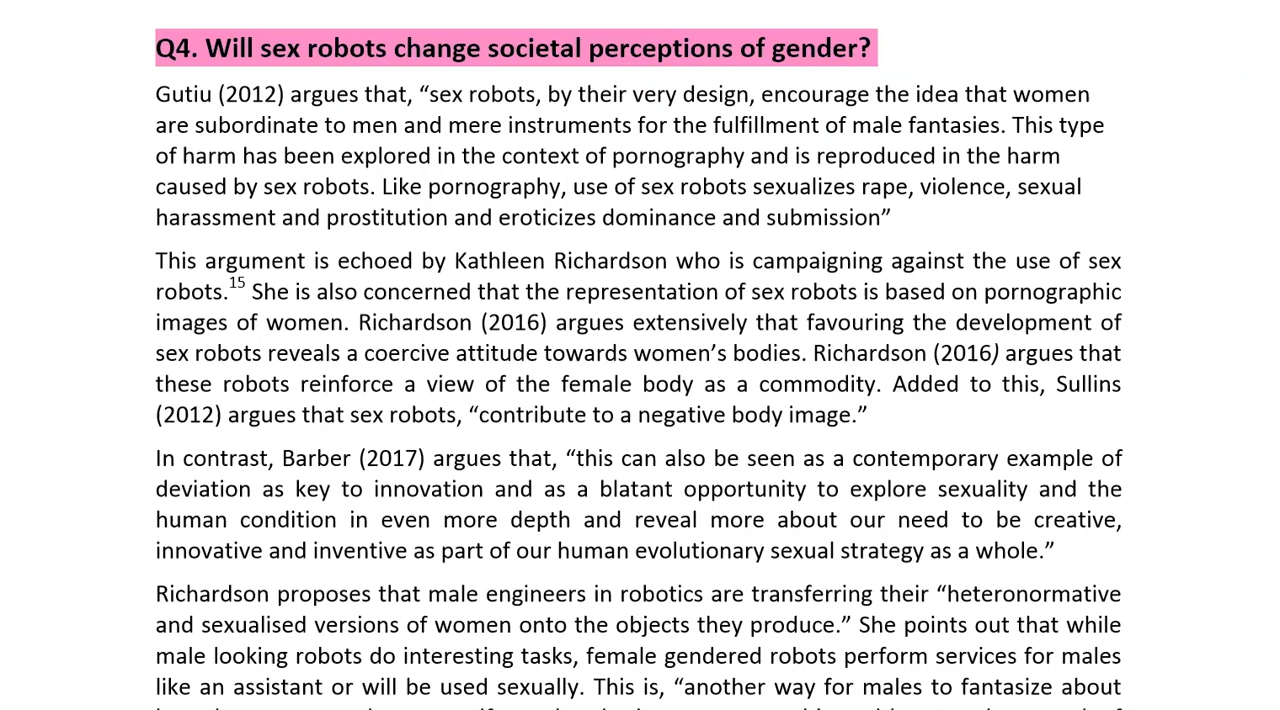 Q4. Will sex robots change societal perceptions of gender?
Gutiu (2012) argues that, “sex robots, by their very design, encourage the idea that women
are subordinate to men and mere instruments for the fulfillment of male fantasies. This type
of harm has been explored in the context of pornography and is reproduced in the harm
caused by sex robots. Like pornography, use of sex robots sexualizes rape, violence, sexual
harassment and prostitution and eroticizes dominance and submission”
This argument is echoed by Kathleen Richardson who is campaigning against the use of sex
robots.15 She is also concerned that the representation of sex robots is based on pornographic
images of women. Richardson (2016) argues extensively that favouring the development of
sex robots reveals a coercive attitude towards women’s bodies. Richardson (2016) argues that
these robots reinforce a view of the female body as a commodity. Added to this, Sullins
(2012) argues that sex robots, “contribute to a negative body image.”
In contrast, Barber (2017) argues that, “this can also be seen as a contemporary example of
deviation as key to innovation and as a blatant opportunity to explore sexuality and the
human condition in even more depth and reveal more about our need to be creative,
innovative and inventive as part of our human evolutionary sexual strategy as a whole.”
Richardson proposes that male engineers in robotics are transferring their “heteronormative
and sexualised versions of women onto the objects they produce.” She points out that while
male looking robots do interesting tasks, female gendered robots perform services for males
like an assistant or will be used sexually. This is, “another way for males to fantasize about